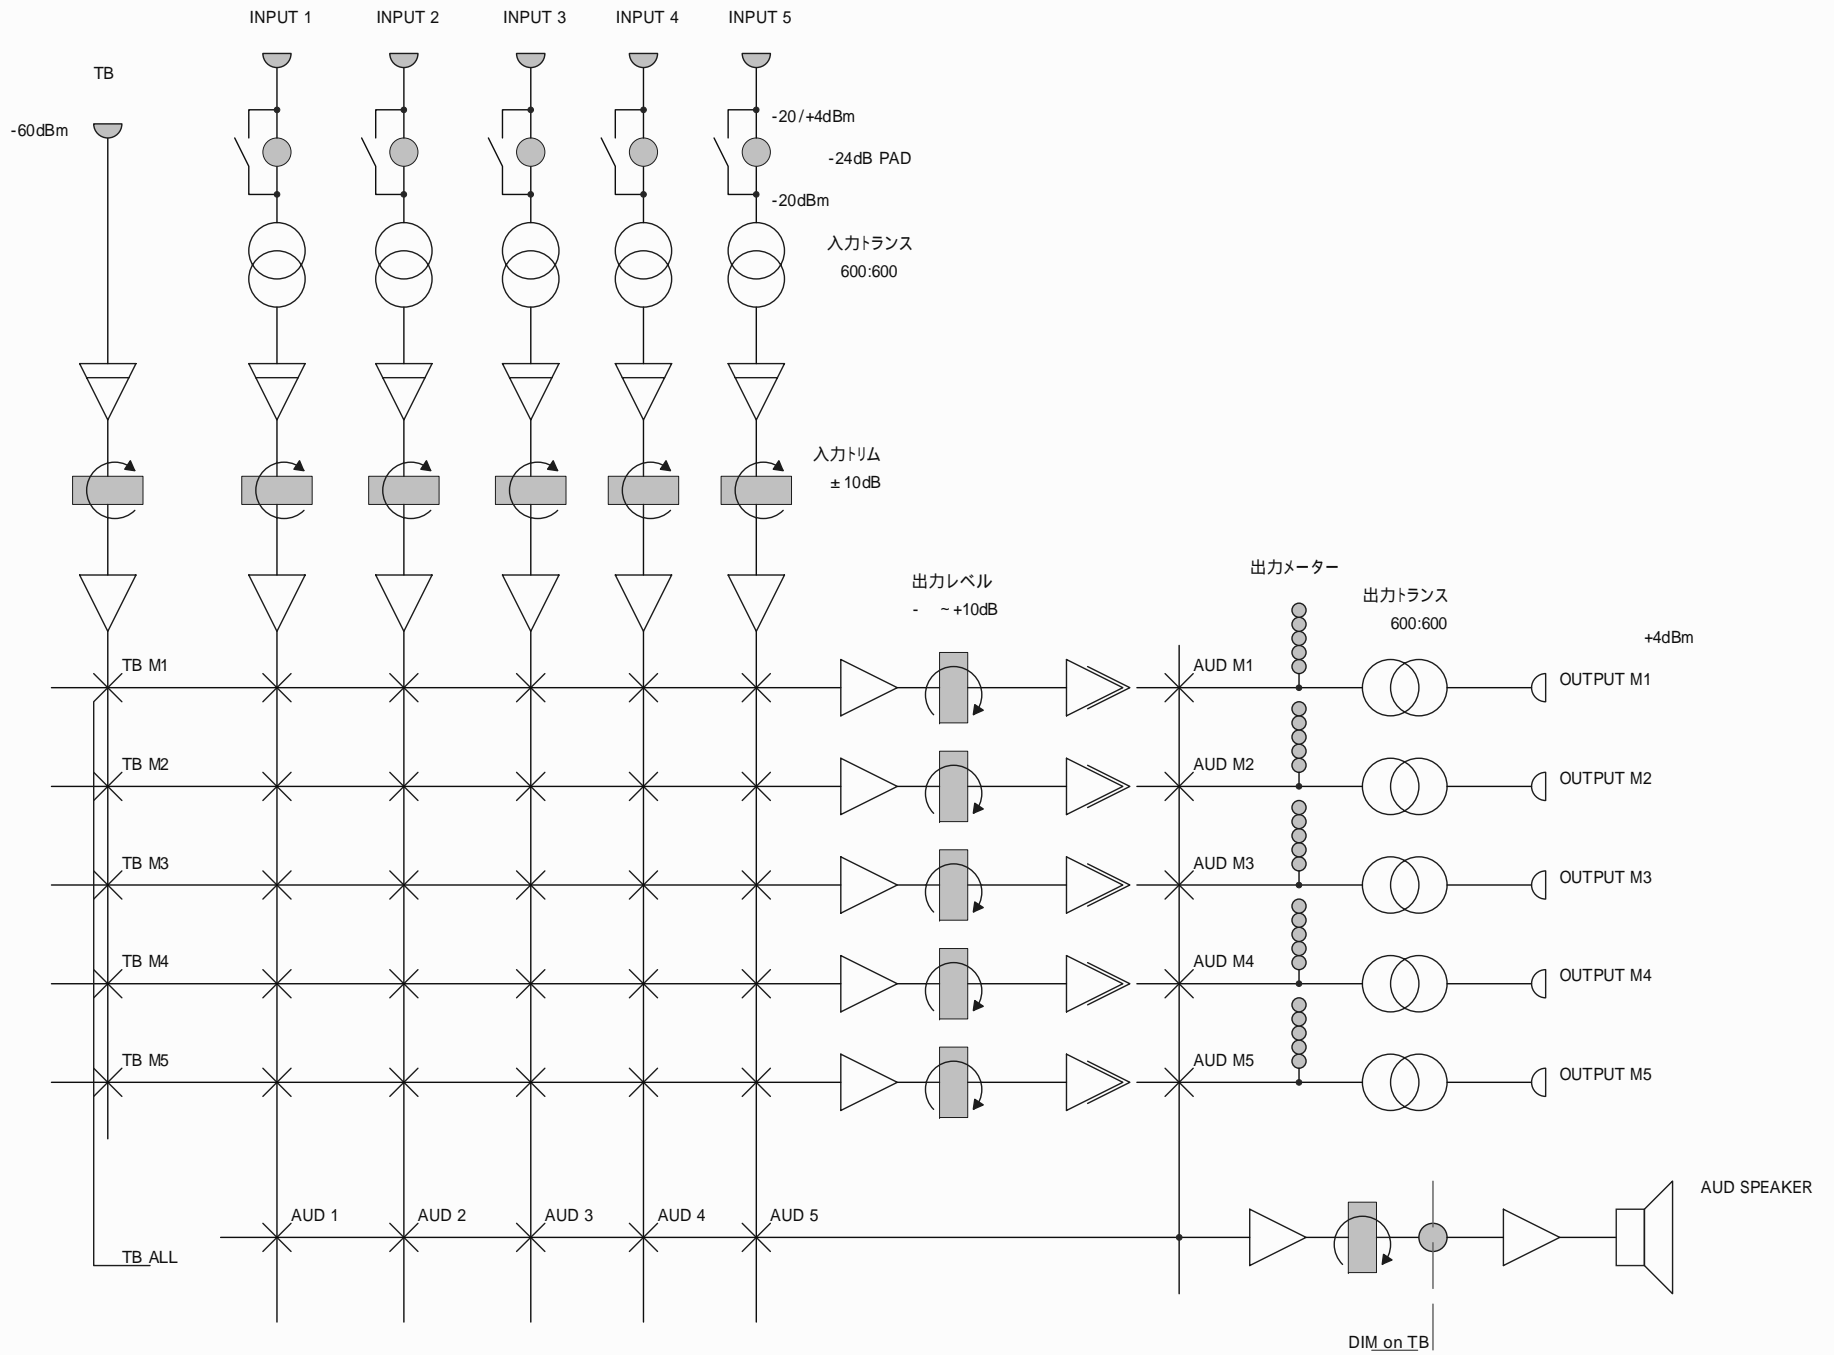 INPUT 1
INPUT 2
INPUT 3
INPUT 4
INPUT 5
TB
-60dBm
-20/+4dBm
-24dB PAD
-20dBm
入力トランス
600:600
入力トリム
±10dB
出力レベル
- ~+10dB
出力メーター
出力トランス
600:600
+4dBm
TB M1
AUD M1
OUTPUT M1
TB M2
AUD M2
OUTPUT M2
TB M3
AUD M3
OUTPUT M3
TB M4
AUD M4
OUTPUT M4
TB M5
AUD M5
OUTPUT M5
AUD SPEAKER
AUD 1
AUD 2
AUD 3
AUD 4
AUD 5
TB ALL
DIM on TB